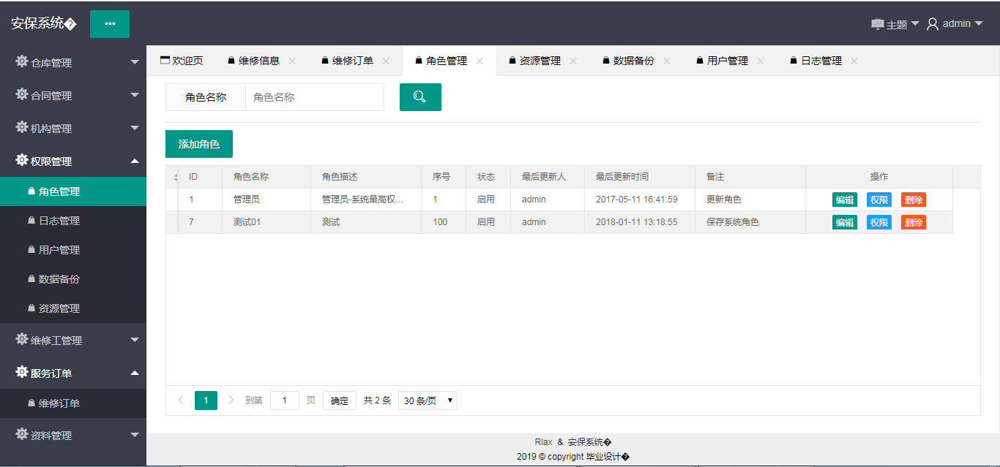 安保系统� ••• 主题 admin
仓库管理
合同管理
机构管理
权限管理
角色管理
日志管理
用户管理
数据备份
资源管理
维修工管理
服务订单
维修订单
资料管理
欢迎页 维修信息 维修订单 角色管理 资源管理 数据备份 用户管理 日志管理
角色名称 角色名称
添加角色
ID 角色名称 角色描述 序号 状态 最后更新人 最后更新时间 备注 操作
1 管理员 管理员-系统最高权... 1 启用 admin 2017-05-11 16:41:59 更新角色 编辑 权限 删除
7 测试01 测试 100 启用 admin 2018-01-11 13:18:55 保存系统角色 编辑 权限 删除
1 到第 1 页 确定 共 2 条 30 条/页
Rlax & 安保系统�
2019 © copyright 毕业设计�